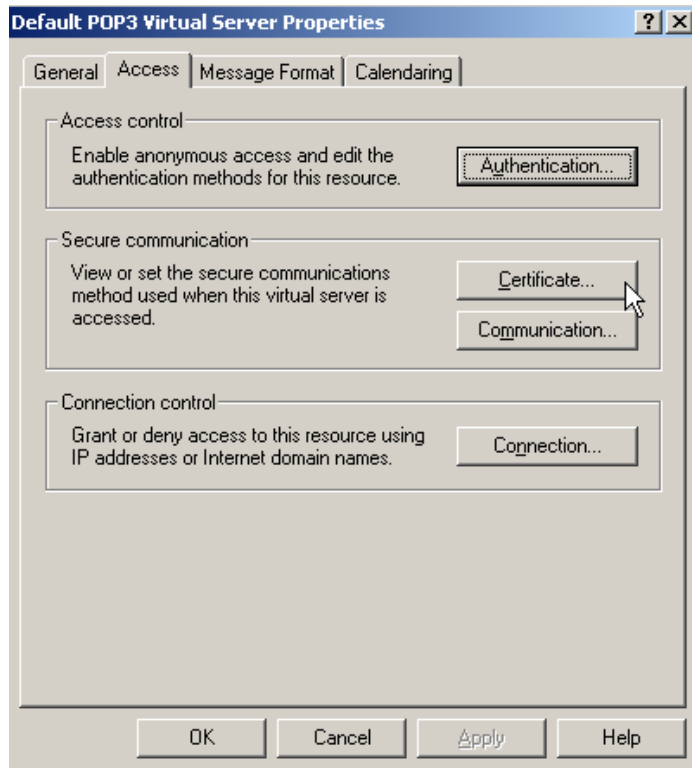 Default POP3 Virtual Server Properties
General
Access
Message Format
Calendaring
Access control
Enable anonymous access and edit the
authentication methods for this resource.
Authentication...
Secure communication
View or set the secure communications
method used when this virtual server is
accessed.
Certificate...
Communication...
Connection control
Grant or deny access to this resource using
IP addresses or Internet domain names.
Connection...
OK
Cancel
Apply
Help